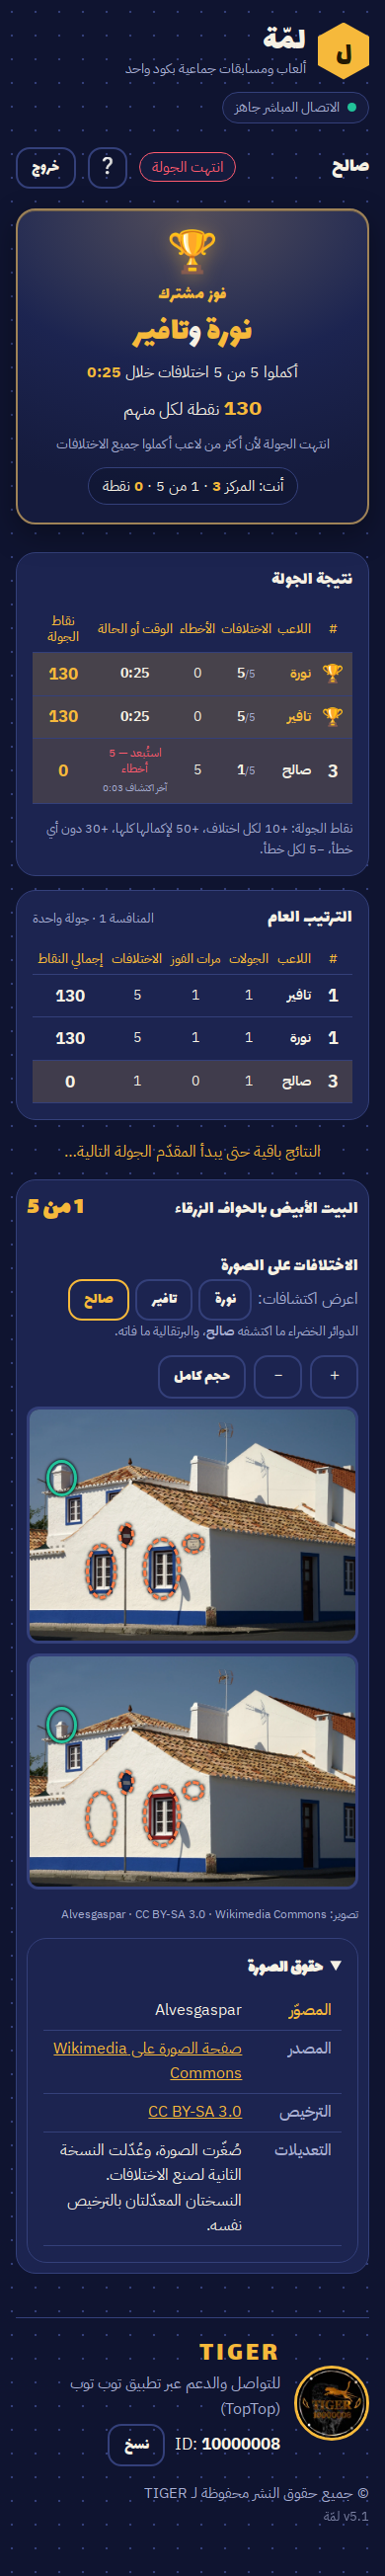 ل
لمّة
ألعاب ومسابقات جماعية بكود واحد
الاتصال المباشر جاهز
صالح
انتهت الجولة
?
خروج
فوز مشترك
نورة وتافير
أكملوا 5 من 5 اختلافات خلال 0:25
130 نقطة لكل منهم
انتهت الجولة لأن أكثر من لاعب أكملوا جميع الاختلافات
أنت: المركز 3 · 1 من 5 · 0 نقطة
نتيجة الجولة
# اللاعب الاختلافات الأخطاء الوقت أو الحالة نقاط الجولة
نورة 5/5 0 0:25 130
تافير 5/5 0 0:25 130
3 صالح 1/5 5 استُبعد — 5 أخطاء 0
آخر اكتشاف 0:03
نقاط الجولة: +10 لكل اختلاف، +50 لإكمالها كلها، +30 دون أي
خطأ، −5 لكل خطأ.
الترتيب العام
المنافسة 1 · جولة واحدة
# اللاعب الجولات مرات الفوز الاختلافات إجمالي النقاط
1 تافير 1 1 5 130
1 نورة 1 1 5 130
3 صالح 1 0 1 0
النتائج باقية حتى يبدأ المقدّم الجولة التالية...
البيت الأبيض بالحواف الزرقاء
1 من 5
الاختلافات على الصورة
اعرض اكتشافات: نورة تافير صالح
الدوائر الخضراء ما اكتشفه صالح، والبرتقالية ما فاته.
+ − حجم كامل
تصوير: Alvesgaspar · CC BY-SA 3.0 · Wikimedia Commons
▼ حقوق الصورة
المصوّر Alvesgaspar
المصدر صفحة الصورة على Wikimedia
Commons
الترخيص CC BY-SA 3.0
التعديلات صُغّرت الصورة، وعُدّلت النسخة
الثانية لصنع الاختلافات.
النسختان المعدّلتان بالترخيص
نفسه.
TIGER
TIGER
للتواصل والدعم عبر تطبيق توب توب
(TopTop)
ID: 10000008 نسخ
© جميع حقوق النشر محفوظة لـ TIGER
لمّة v5.1